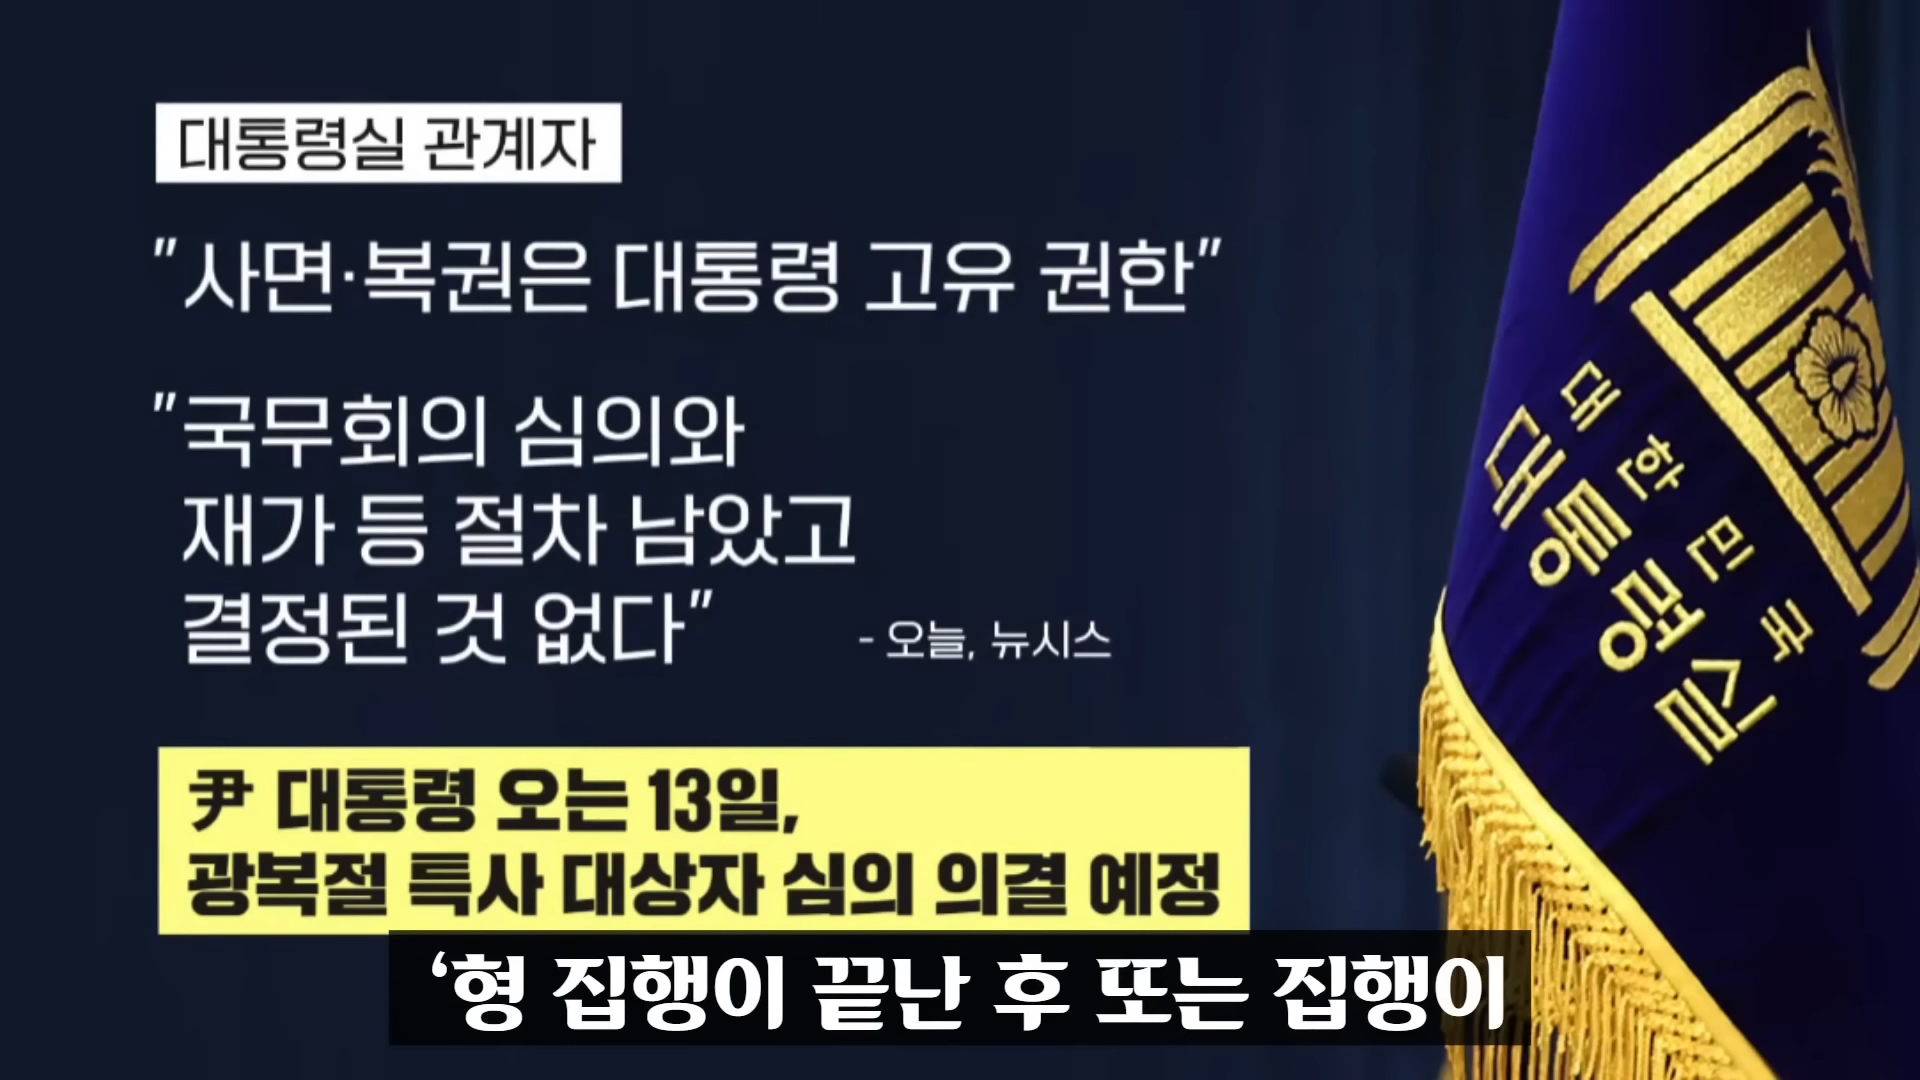 대통령실 관계자
"사면·복권은 대통령 고유 권한"
"국무회의 심의와
재가 등 절차 남았고
결정된 것 없다"
- 오늘, 뉴시스
尹 대통령 오는 13일,
광복절 특사 대상자 심의 의결 예정
‘형 집행이 끝난 후 또는 집행이
대한민국
대통령실